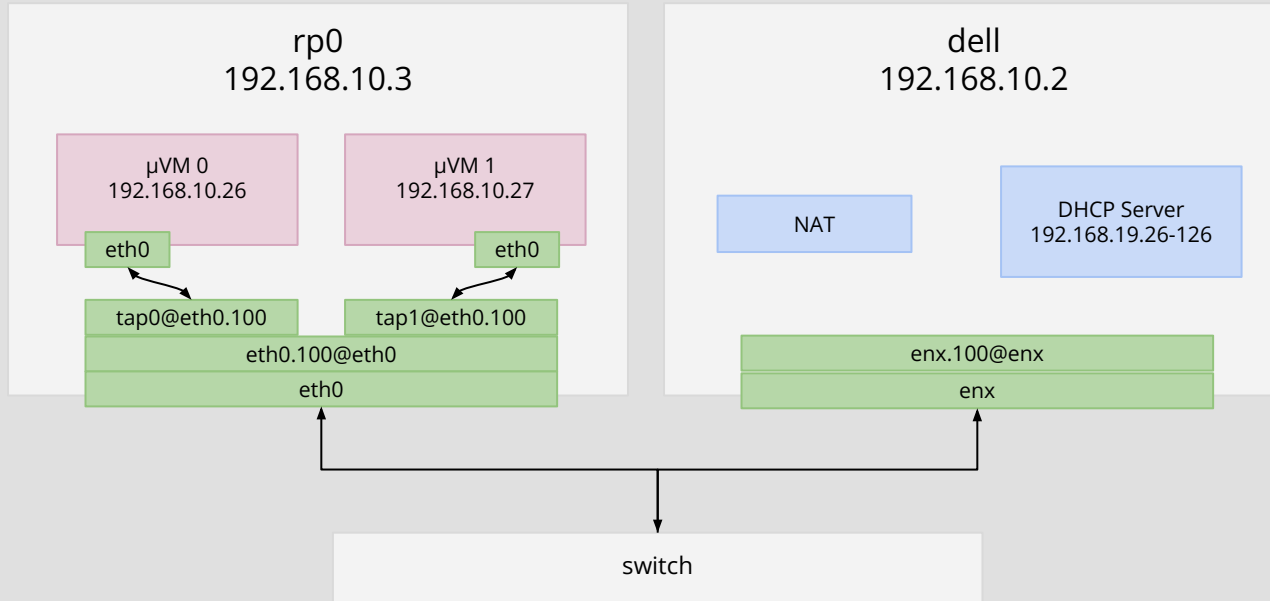 rp0
192.168.10.3
µVM 0
192.168.10.26
µVM 1
192.168.10.27
eth0
eth0
tap0@eth0.100
tap1@eth0.100
eth0.100@eth0
eth0
dell
192.168.10.2
NAT
DHCP Server
192.168.19.26-126
enx.100@enx
enx
switch